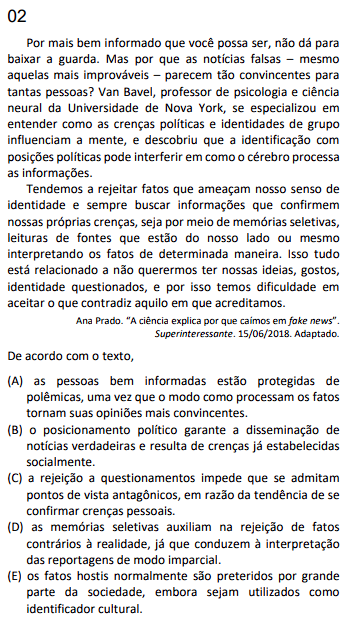 02
Por mais bem informado que você possa ser, não dá para
baixar a guarda. Mas por que as notícias falsas – mesmo
aquelas mais improváveis – parecem tão convincentes para
tantas pessoas? Van Bavel, professor de psicologia e ciência
neural da Universidade de Nova York, se especializou em
entender como as crenças políticas e identidades de grupo
influenciam a mente, e descobriu que a identificação com
posições políticas pode interferir em como o cérebro processa
as informações.
Tendemos a rejeitar fatos que ameaçam nosso senso de
identidade e sempre buscar informações que confirmem
nossas próprias crenças, seja por meio de memórias seletivas,
leituras de fontes que estão do nosso lado ou mesmo
interpretando os fatos de determinada maneira. Isso tudo
está relacionado a não querermos ter nossas ideias, gostos,
identidade questionados, e por isso temos dificuldade em
aceitar o que contradiz aquilo em que acreditamos.
Ana Prado. "A ciência explica por que caímos em fake news".
Superinteressante. 15/06/2018. Adaptado.
De acordo com o texto,
(A) as pessoas bem informadas estão protegidas de
polêmicas, uma vez que o modo como processam os fatos
tornam suas opiniões mais convincentes.
(B) o posicionamento político garante a disseminação de
notícias verdadeiras e resulta de crenças já estabelecidas
socialmente.
(C) a rejeição a questionamentos impede que se admitam
pontos de vista antagônicos, em razão da tendência de se
confirmar crenças pessoais.
(D) as memórias seletivas auxiliam na rejeição de fatos
contrários à realidade, já que conduzem à interpretação
das reportagens de modo imparcial.
(E) os fatos hostis normalmente são preteridos por grande
parte da sociedade, embora sejam utilizados como
identificador cultural.